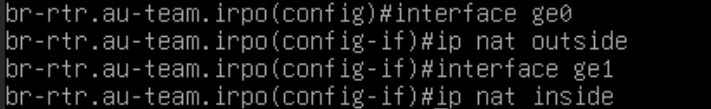 br-rtr.au-team.irpo(config)#interface ge0
br-rtr.au-team.irpo(config-if)#ip nat outside
br-rtr.au-team.irpo(config-if)#interface ge1
br-rtr.au-team.irpo(config-if)#ip nat inside